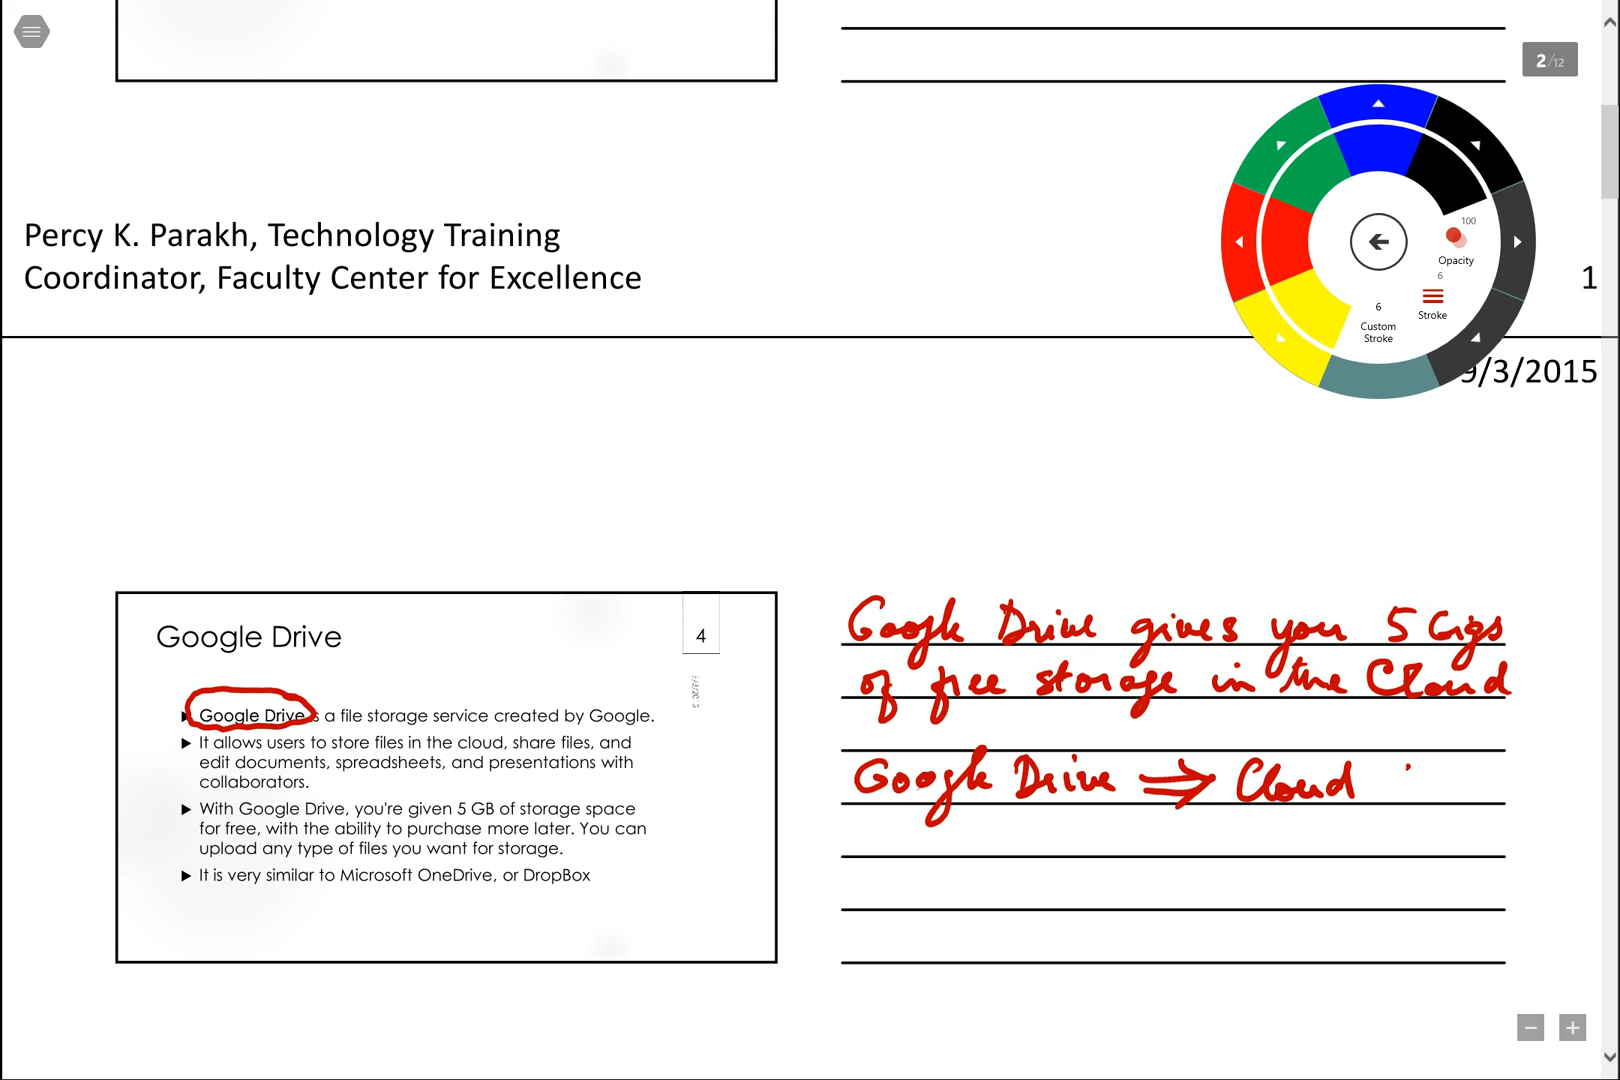 2/12
Percy K. Parakh, Technology Training
Coordinator, Faculty Center for Excellence
1
100
Opacity
6
Stroke
6
Custom
Stroke
9/3/2015
Google Drive
4
Google Drive is a file storage service created by Google.
It allows users to store files in the cloud, share files, and
edit documents, spreadsheets, and presentations with
collaborators.
With Google Drive, you're given 5 GB of storage space
for free, with the ability to purchase more later. You can
upload any type of files you want for storage.
It is very similar to Microsoft OneDrive, or DropBox
Google Drive gives you 5 Gigs
of free storage in the Cloud
Google Drive ⇒ Cloud